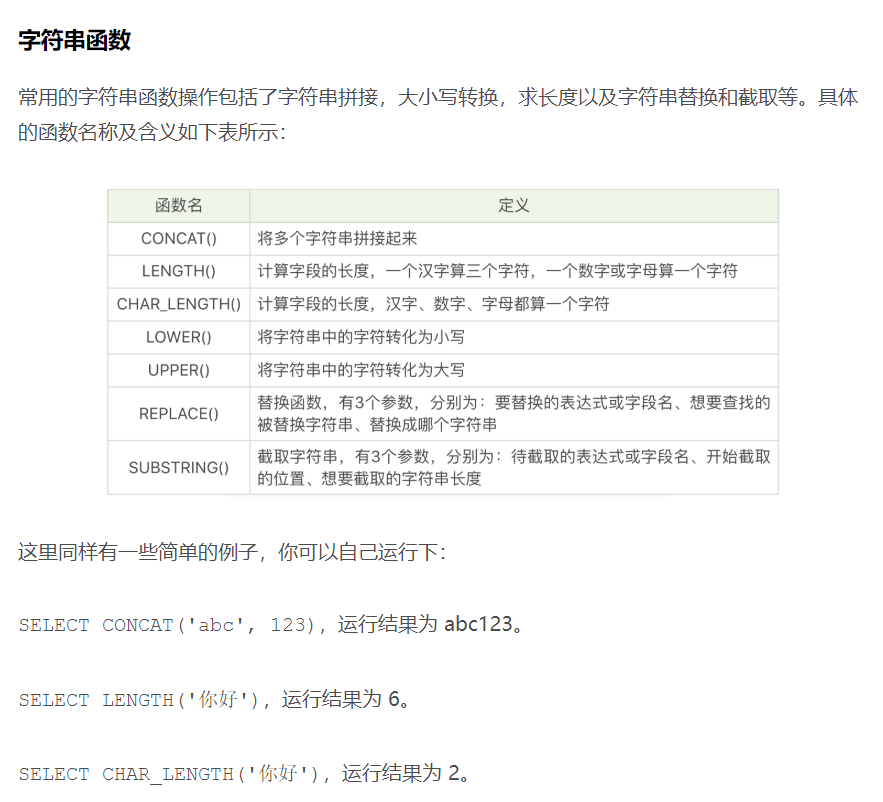 字符串函数
常用的字符串函数操作包括了字符串拼接，大小写转换，求长度以及字符串替换和截取等。具体
的函数名称及含义如下表所示：
函数名 定义
CONCAT() 将多个字符串拼接起来
LENGTH() 计算字段的长度，一个汉字算三个字符，一个数字或字母算一个字符
CHAR_LENGTH() 计算字段的长度，汉字、数字、字母都算一个字符
LOWER() 将字符串中的字符转化为小写
UPPER() 将字符串中的字符转化为大写
REPLACE() 替换函数，有3个参数，分别为：要替换的表达式或字段名、想要查找的
被替换字符串、替换成哪个字符串
SUBSTRING() 截取字符串，有3个参数，分别为：待截取的表达式或字段名、开始截取
的位置、想要截取的字符串长度
这里同样有一些简单的例子，你可以自己运行下：
SELECT CONCAT('abc', 123)，运行结果为 abc123。
SELECT LENGTH('你好')，运行结果为 6。
SELECT CHAR_LENGTH('你好')，运行结果为 2。